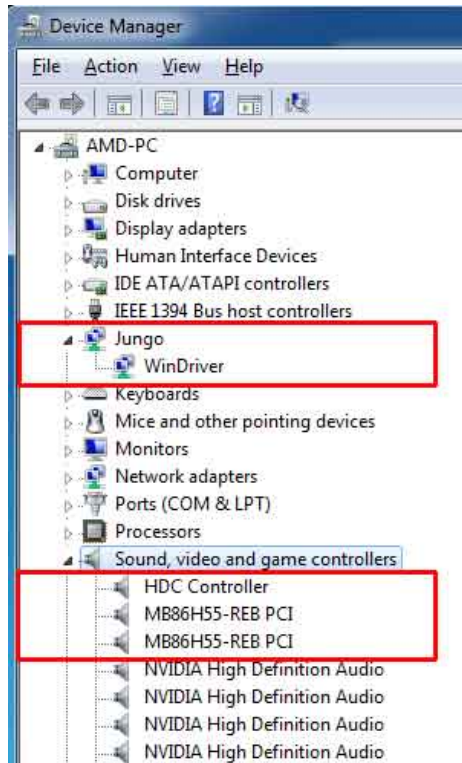 Device Manager
File Action View Help
AMD-PC
Computer
Disk drives
Display adapters
Human Interface Devices
IDE ATA/ATAPI controllers
IEEE 1394 Bus host controllers
Jungo
WinDriver
Keyboards
Mice and other pointing devices
Monitors
Network adapters
Ports (COM & LPT)
Processors
Sound, video and game controllers
HDC Controller
MB86H55-REB PCI
MB86H55-REB PCI
NVIDIA High Definition Audio
NVIDIA High Definition Audio
NVIDIA High Definition Audio
NVIDIA High Definition Audio